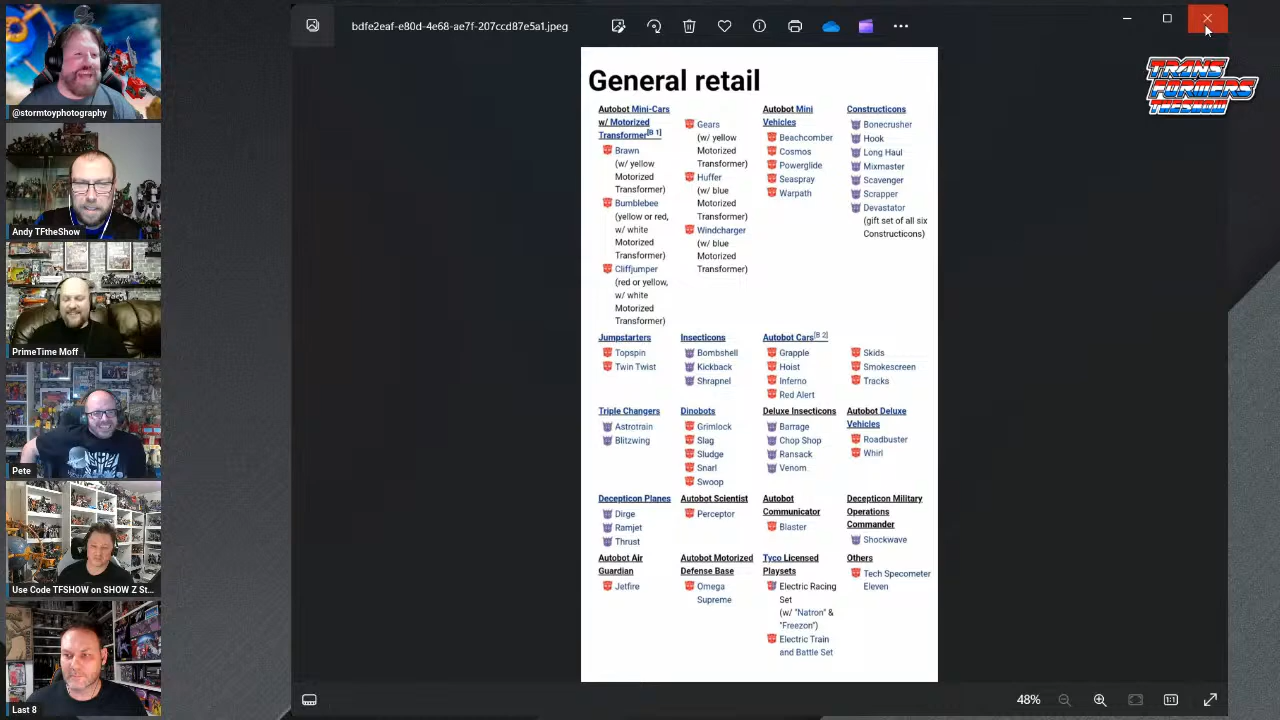 bdfe2eaf-e80d-4e68-ae7f-207ccd87e5a1.jpg
TRANS
FORMERS
THE SHOW
@stormtoyphotography
Andy TFtheShow
PrimeTime Moff
Pete
Use Code TFSHOW on SHOW Z St...
Last 8
General retail
Autobot Mini-Cars
w/ Motorized
Transformer[B 1]
Brawn
(w/ yellow
Motorized
Transformer)
Bumblebee
(yellow or red,
w/ white
Motorized
Transformer)
Cliffjumper
(red or yellow,
w/ white
Motorized
Transformer)
Gears
(w/ yellow
Motorized
Transformer)
Huffer
(w/ blue
Motorized
Transformer)
Windcharger
(w/ blue
Motorized
Transformer)
Autobot Mini
Vehicles
Beachcomber
Cosmos
Powerglide
Seaspray
Warpath
Constructicons
Bonecrusher
Hook
Long Haul
Mixmaster
Scavenger
Scrapper
Devastator
(gift set of all six
Constructicons)
Jumpstarters
Topspin
Twin Twist
Insecticons
Bombshell
Kickback
Shrapnel
Autobot Cars[B 2]
Grapple
Hoist
Inferno
Red Alert
Skids
Smokescreen
Tracks
Triple Changers
Astrotrain
Blitzwing
Dinobots
Grimlock
Slag
Sludge
Snarl
Swoop
Deluxe Insecticons
Barrage
Chop Shop
Ransack
Venom
Autobot Deluxe
Vehicles
Roadbuster
Whirl
Decepticon Planes
Dirge
Ramjet
Thrust
Autobot Scientist
Perceptor
Autobot
Communicator
Blaster
Decepticon Military
Operations
Commander
Shockwave
Autobot Air
Guardian
Jetfire
Autobot Motorized
Defense Base
Omega
Supreme
Tyco Licensed
Playsets
Electric Racing
Set
(w/ "Natron" &
"Freezon")
Electric Train
and Battle Set
Others
Tech Specometer
Eleven
48%
1:1